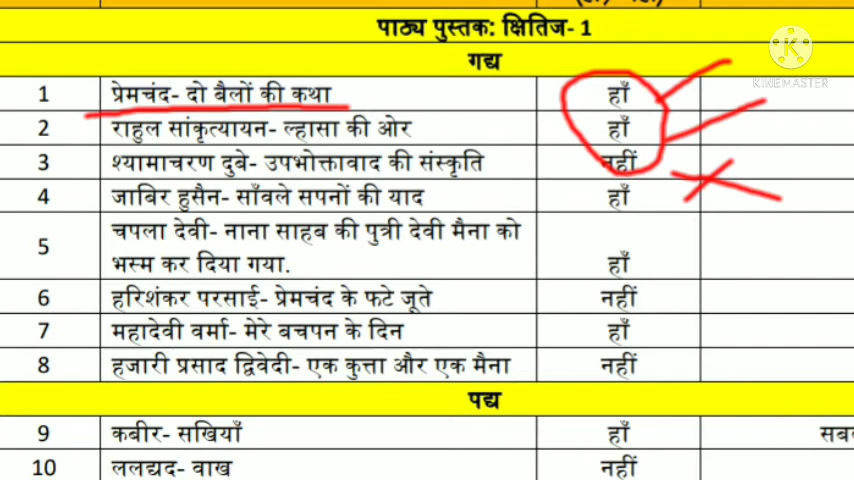 पाठ्य पुस्तक: क्षितिज- 1
गद्य
1 प्रेमचंद- दो बैलों की कथा हाँ
2 राहुल सांकृत्यायन- ल्हासा की ओर हाँ
3 श्यामाचरण दुबे- उपभोक्तावाद की संस्कृति नहीं
4 जाबिर हुसैन- साँवले सपनों की याद हाँ
5 चपला देवी- नाना साहब की पुत्री देवी मैना को
भस्म कर दिया गया. हाँ
6 हरिशंकर परसाई- प्रेमचंद के फटे जूते नहीं
7 महादेवी वर्मा- मेरे बचपन के दिन हाँ
8 हजारी प्रसाद द्विवेदी- एक कुत्ता और एक मैना नहीं
पद्य
9 कबीर- सखियाँ हाँ
10 ललद्यद- वाख नहीं
K
KINEMASTER